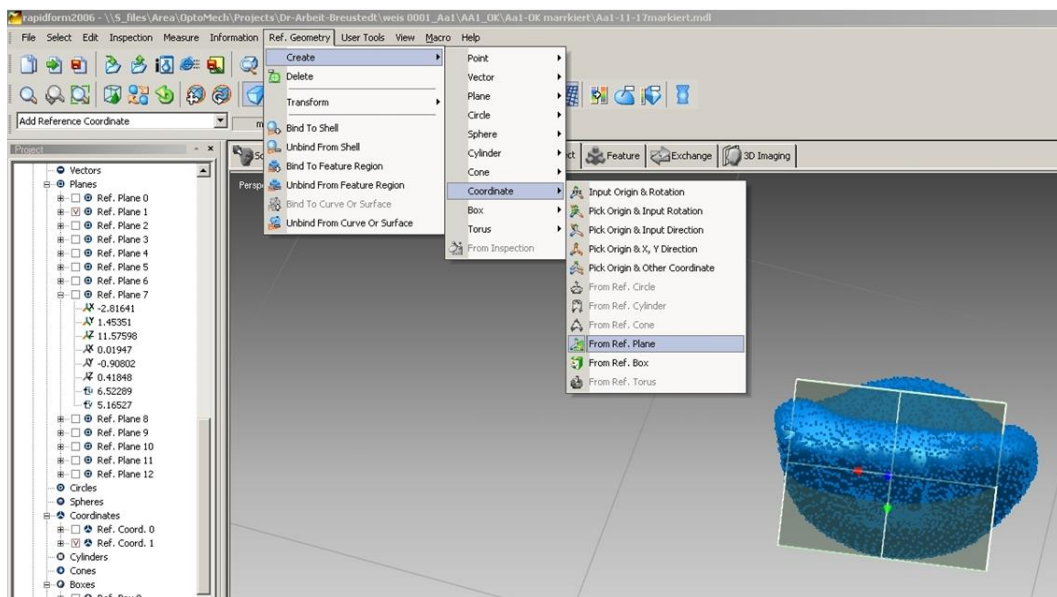 rapidform2006 - \\S_files\Area\OptoMech\Projects\Dr-Arbeit-Breustedt\weis 0001_Aa1\AA1_OK\Aa1-OK marrkiert\Aa1-11-17markiert.mdl
File Select Edit Inspection Measure Information Ref. Geometry User Tools View Macro Help
Create
Delete
Transform
Bind To Shell
Unbind From Shell
Bind To Feature Region
Unbind From Feature Region
Bind To Curve Or Surface
Unbind From Curve Or Surface
Point
Vector
Plane
Circle
Sphere
Cylinder
Cone
Coordinate
Box
Torus
From Inspection
Input Origin & Rotation
Pick Origin & Input Rotation
Pick Origin & Input Direction
Pick Origin & X, Y Direction
Pick Origin & Other Coordinate
From Ref. Circle
From Ref. Cylinder
From Ref. Cone
From Ref. Plane
From Ref. Box
From Ref. Torus
Add Reference Coordinate
Feature Exchange 3D Imaging
Project
Vectors
Planes
Ref. Plane 0
Ref. Plane 1
Ref. Plane 2
Ref. Plane 3
Ref. Plane 4
Ref. Plane 5
Ref. Plane 6
Ref. Plane 7
X -2.81641
Y 1.45351
Z 11.57598
X 0.01947
Y -0.90802
Z 0.41848
6.52289
5.16527
Ref. Plane 8
Ref. Plane 9
Ref. Plane 10
Ref. Plane 11
Ref. Plane 12
Circles
Spheres
Coordinates
Ref. Coord. 0
Ref. Coord. 1
Cylinders
Cones
Boxes